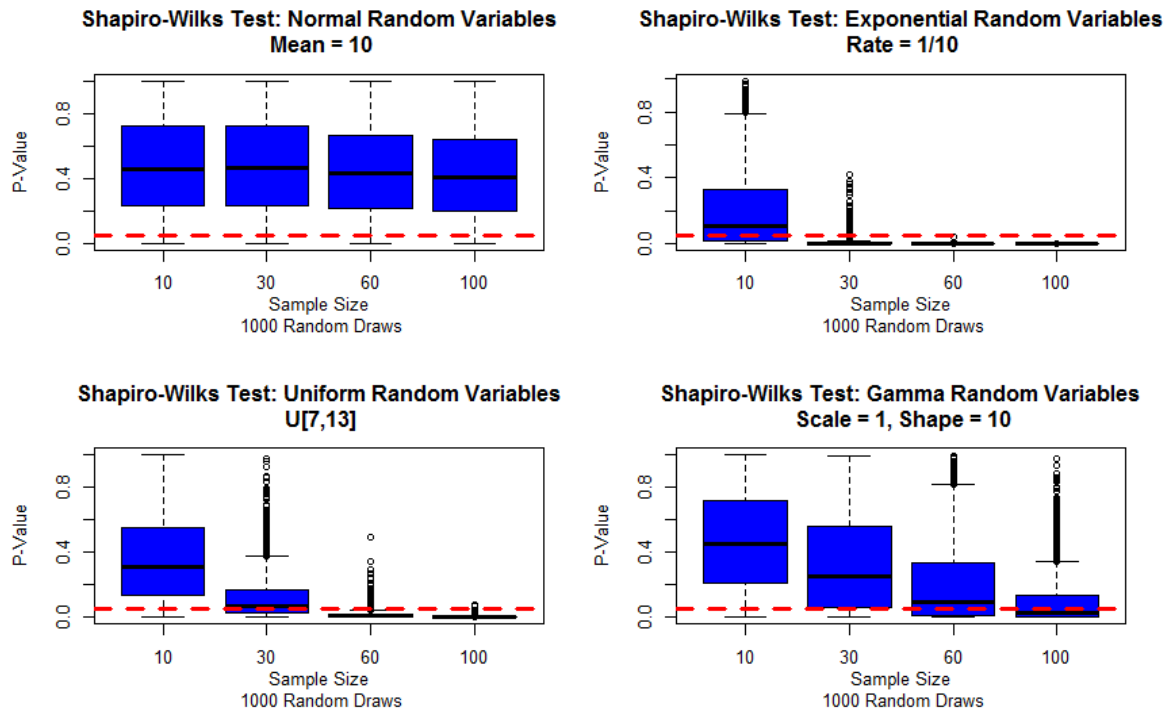 Shapiro-Wilks Test: Normal Random Variables
Mean = 10
P-Value
0.0 0.4 0.8
10 30 60 100
Sample Size
1000 Random Draws
Shapiro-Wilks Test: Exponential Random Variables
Rate = 1/10
P-Value
0.0 0.4 0.8
10 30 60 100
Sample Size
1000 Random Draws
Shapiro-Wilks Test: Uniform Random Variables
U[7,13]
P-Value
0.0 0.4 0.8
10 30 60 100
Sample Size
1000 Random Draws
Shapiro-Wilks Test: Gamma Random Variables
Scale = 1, Shape = 10
P-Value
0.0 0.4 0.8
10 30 60 100
Sample Size
1000 Random Draws